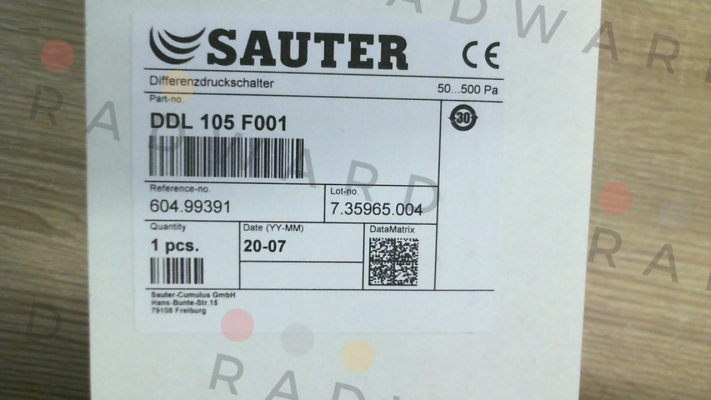 SAUTER CE
Differenzdruckschalter 50...500 Pa
Part-no.
DDL 105 F001
30
Reference-no. Lot-no.
604.99391 7.35965.004
Quantity Date (YY-MM) DataMatrix
1 pcs. 20-07
Sauter-Cumulus GmbH
Hans-Bunte-Str.15
79108 Freiburg
RADWARD
RADWARD
RADWAR
RAD
RADWARD